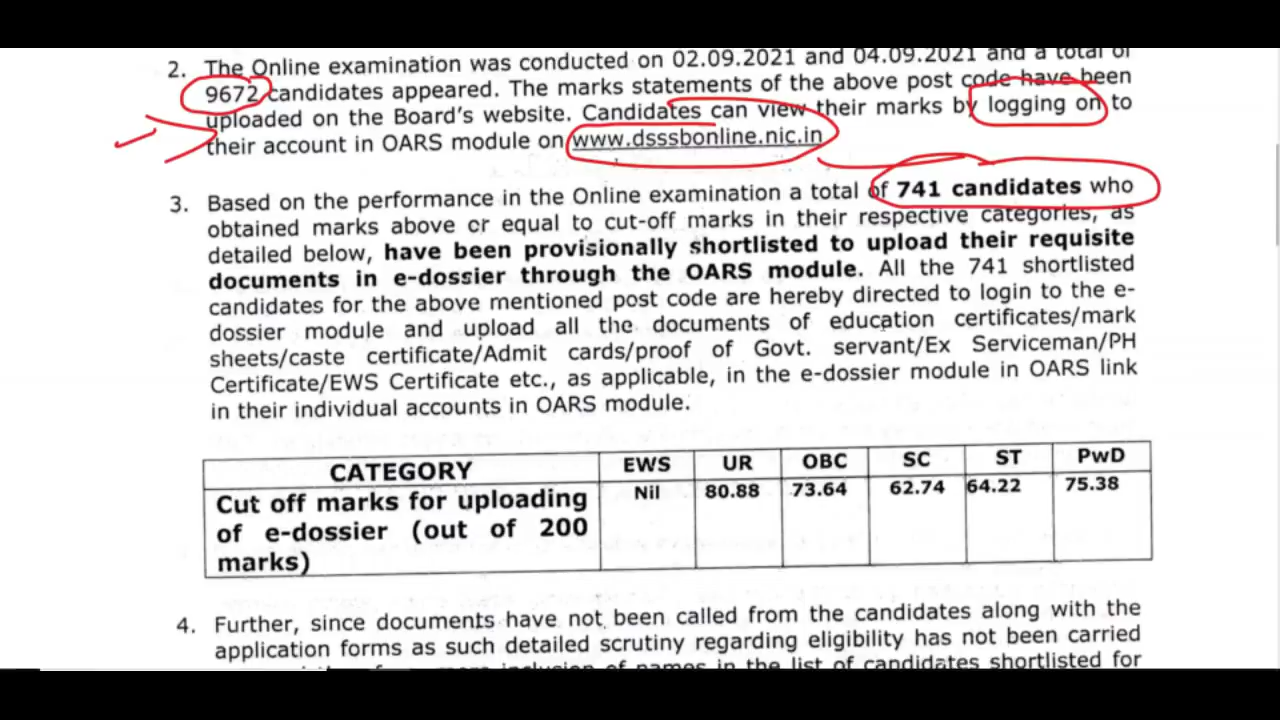 2. The Online examination was conducted on 02.09.2021 and 04.09.2021 and a total of
9672 candidates appeared. The marks statements of the above post code have been
uploaded on the Board's website. Candidates can view their marks by logging on to
their account in OARS module on www.dsssbonline.nic.in
3. Based on the performance in the Online examination a total of 741 candidates who
obtained marks above or equal to cut-off marks in their respective categories, as
detailed below, have been provisionally shortlisted to upload their requisite
documents in e-dossier through the OARS module. All the 741 shortlisted
candidates for the above mentioned post code are hereby directed to login to the e-
dossier module and upload all the documents of education certificates/mark
sheets/caste certificate/Admit cards/proof of Govt. servant/Ex Serviceman/PH
Certificate/EWS Certificate etc., as applicable, in the e-dossier module in OARS link
in their individual accounts in OARS module.
CATEGORY EWS UR OBC SC ST PwD
Cut off marks for uploading Nil 80.88 73.64 62.74 64.22 75.38
of e-dossier (out of 200
marks)
4. Further, since documents have not been called from the candidates along with the
application forms as such detailed scrutiny regarding eligibility has not been carried
inclusion of names in the list of candidates shortlisted for